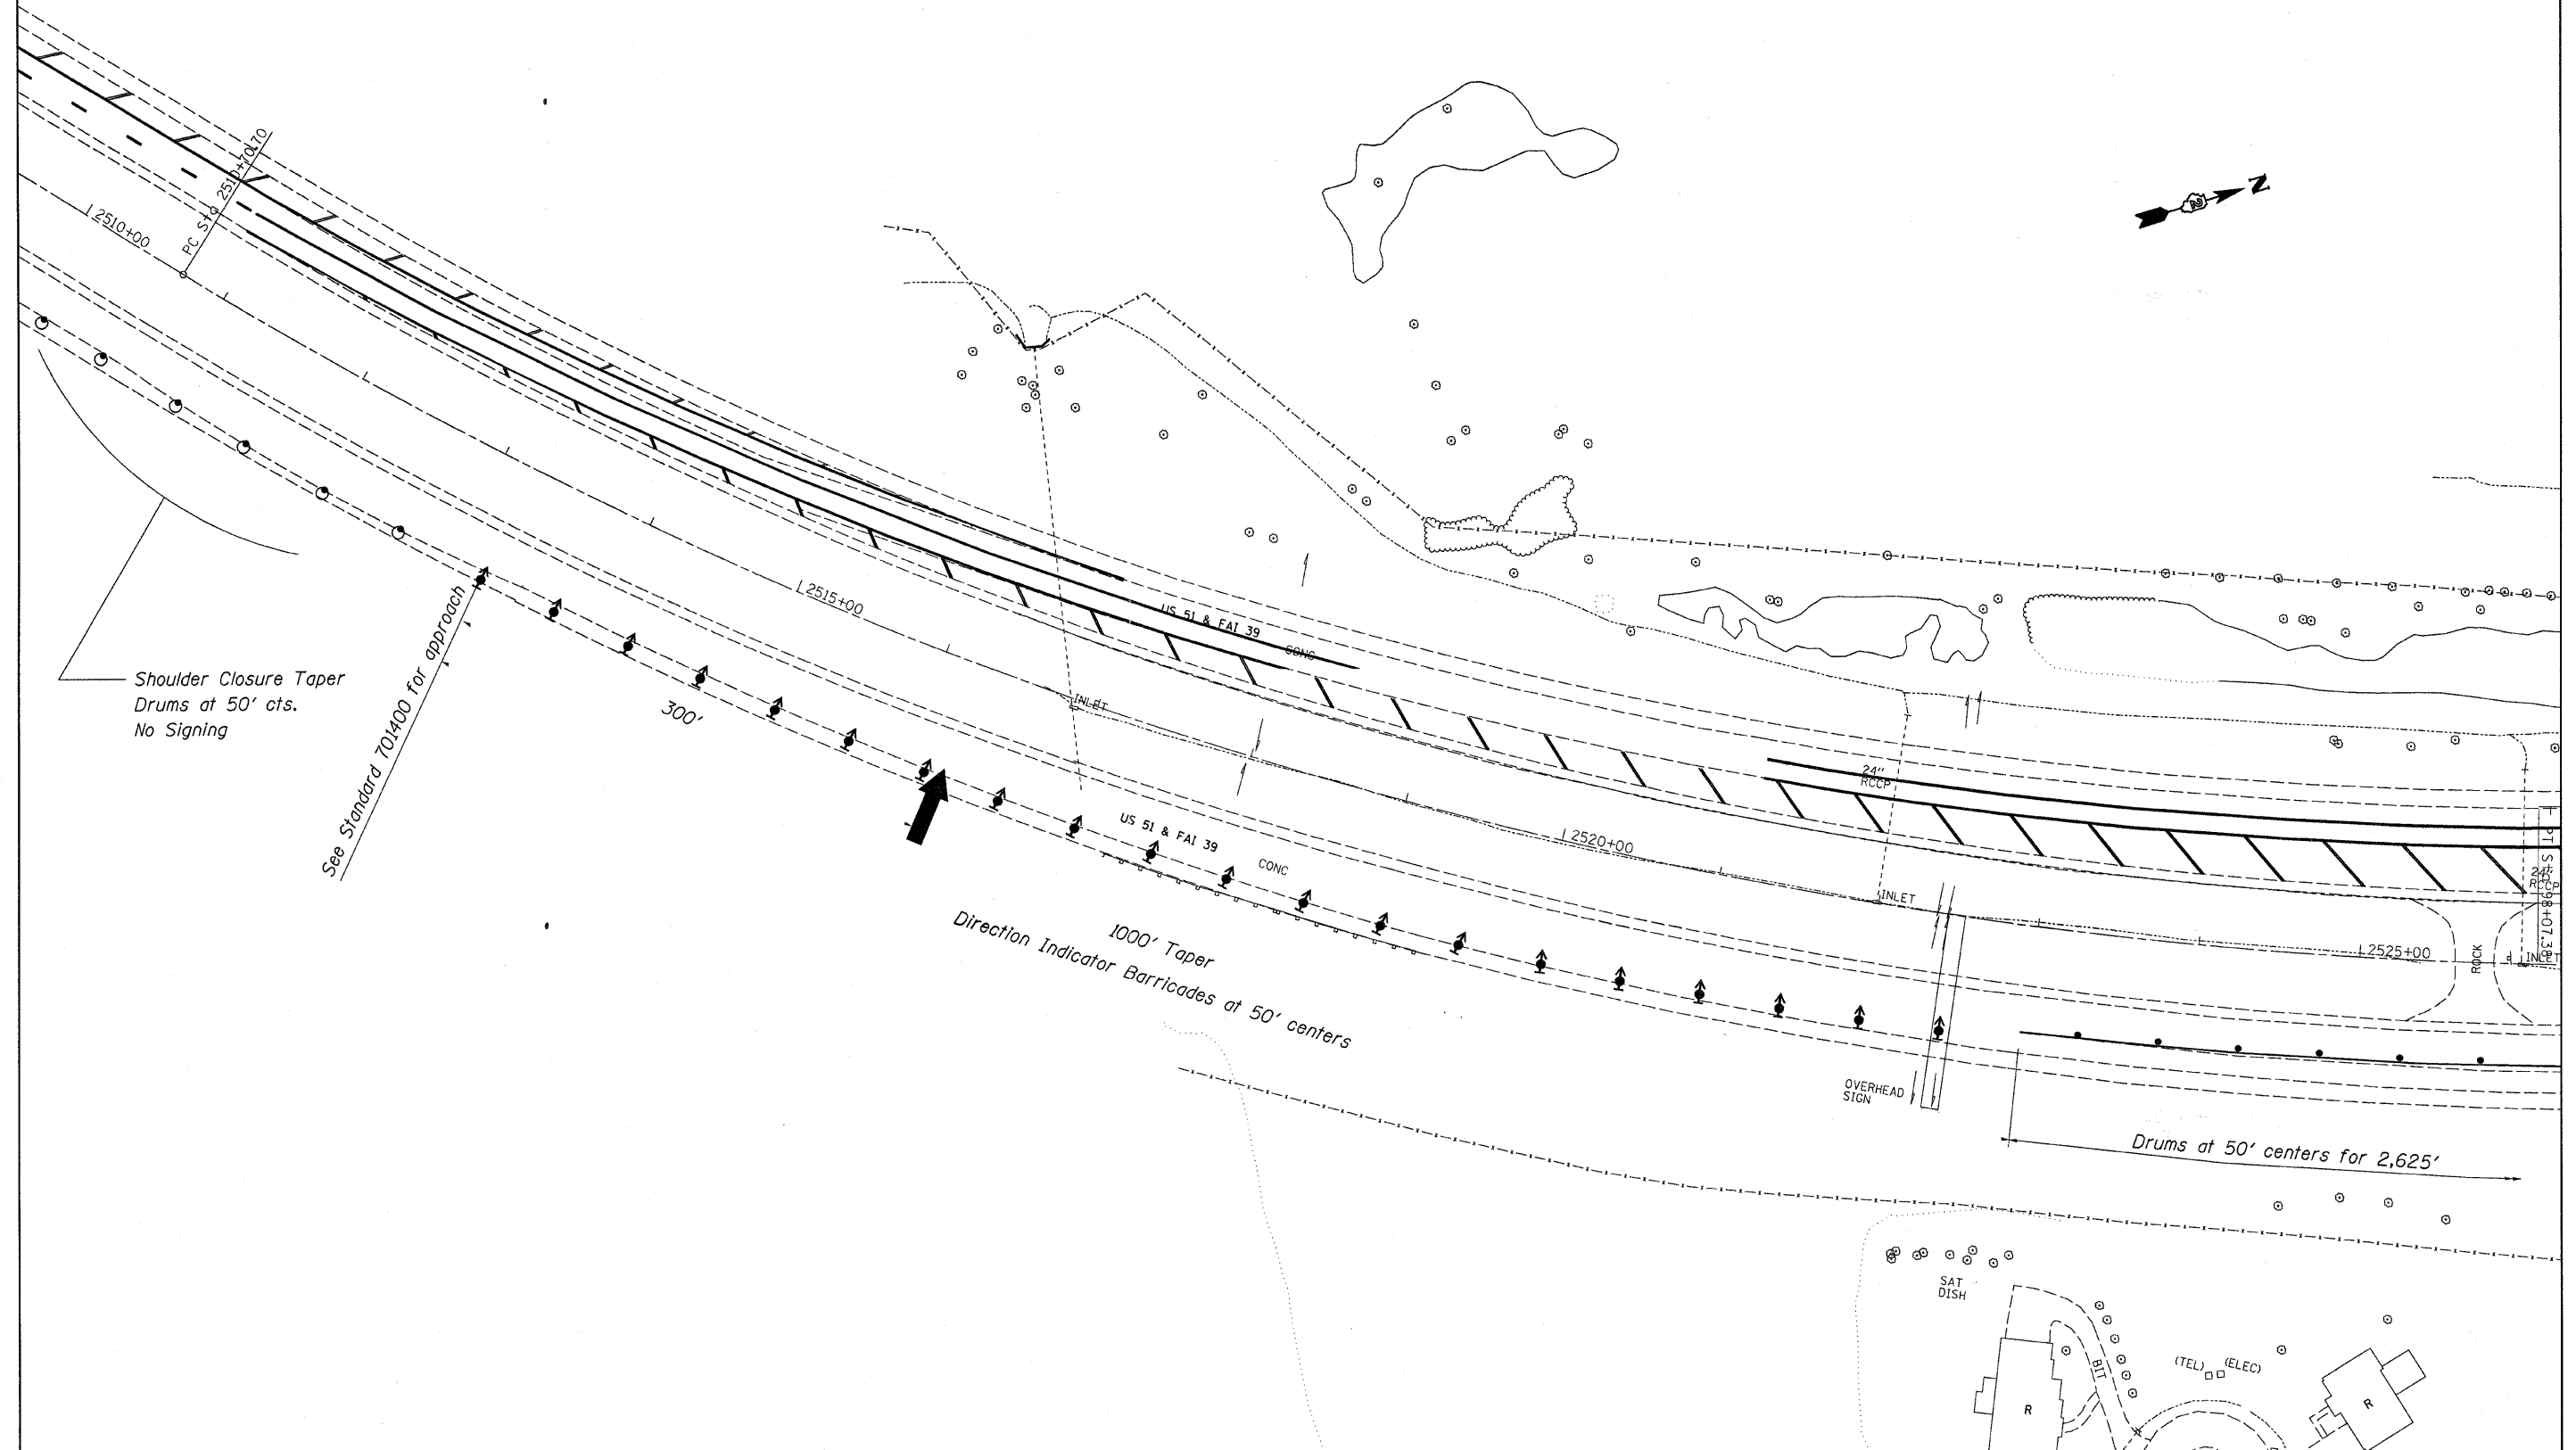 PC Sta 2510+70.70
2510+00
N
Shoulder Closure Taper
Drums at 50' cts.
No Signing
See Standard 701400 for approach
300'
2515+00
US 51 & FAI 39
CONC
INLET
US 51 & FAI 39
CONC
1000' Taper
Direction Indicator Barricades at 50' centers
2520+00
24"
RCCP
INLET
OVERHEAD
SIGN
2525+00
ROCK
24"
RCCP
INLET
Drums at 50' centers for 2,625'
SAT
DISH
BIT
(TEL)
(ELEC)
R
R